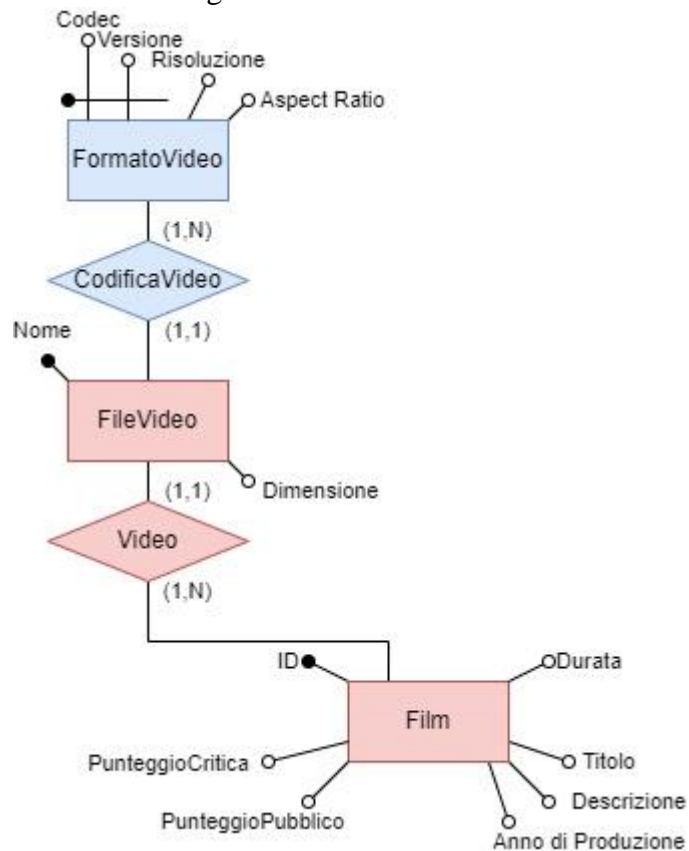 Codec
Versione
Risoluzione
Aspect Ratio
FormatoVideo
(1,N)
CodificaVideo
(1,1)
Nome
FileVideo
Dimensione
(1,1)
Video
(1,N)
ID
Durata
Film
PunteggioCritica
Titolo
Descrizione
PunteggioPubblico
Anno di Produzione